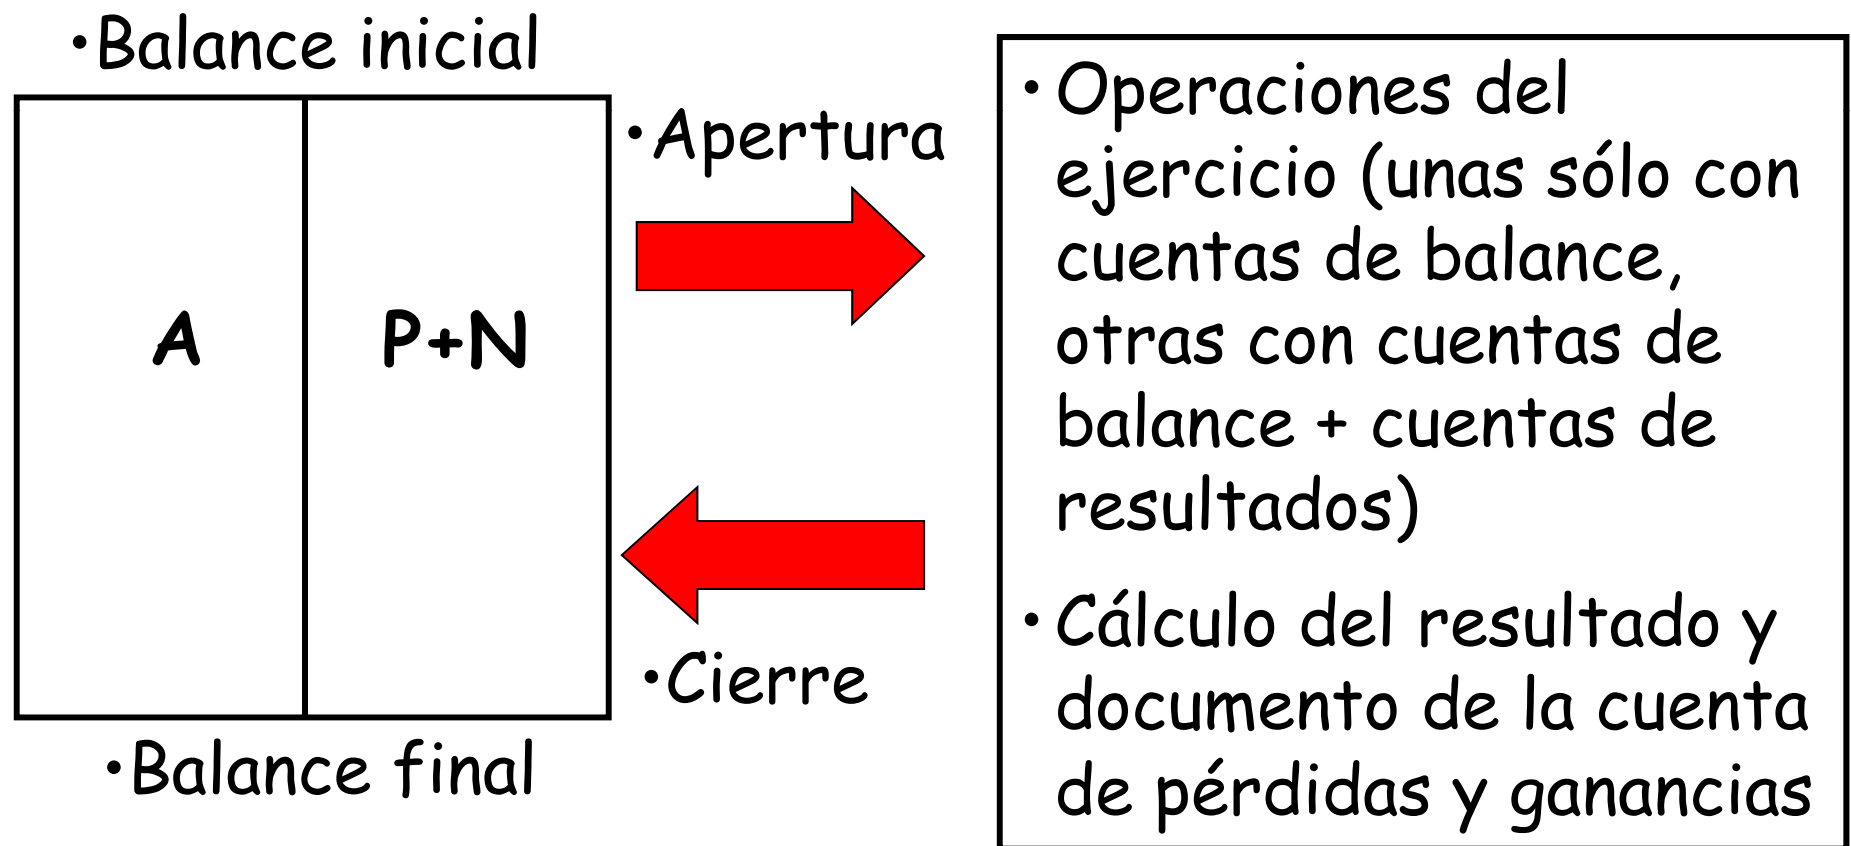 •Balance inicial
A
P+N
•Balance final
•Apertura
•Cierre
• Operaciones del
ejercicio (unas sólo con
cuentas de balance,
otras con cuentas de
balance + cuentas de
resultados)
• Cálculo del resultado y
documento de la cuenta
de pérdidas y ganancias